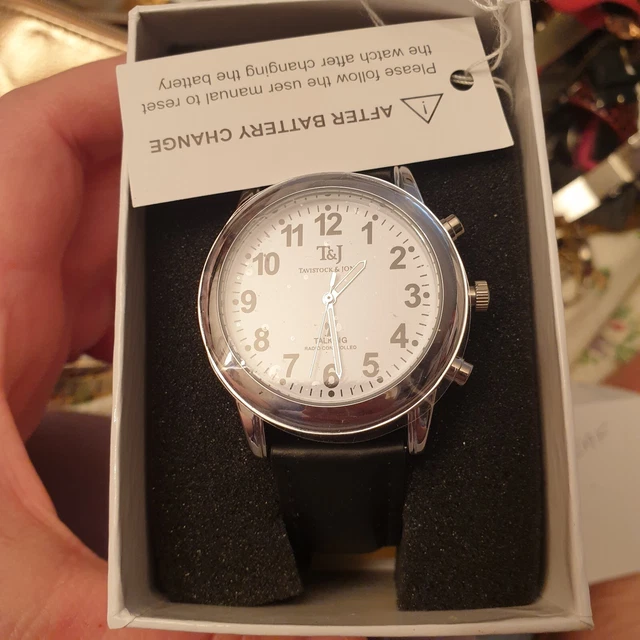 AFTER BATTERY CHANGE
Please follow the user manual to reset
the watch after changing the battery
12
11
1
10
2
9
3
8
4
7
5
6
T&J
TAVISTOCK &
TALKING
RADIO CONTROLLED